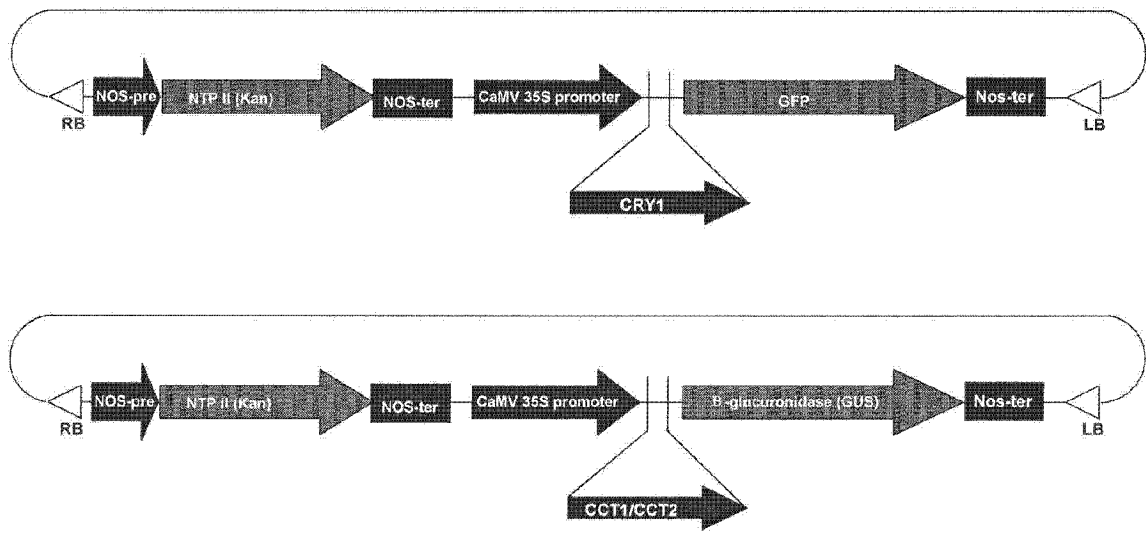 NOS-pre NTP II (Kan) NOS-ter CaMV 35S promoter GFP Nos-ter
RB LB
CRY1
NOS-pre NTP II (Kan) NOS-ter CaMV 35S promoter B-glucuronidase (GUS) Nos-ter
RB LB
CCT1/CCT2